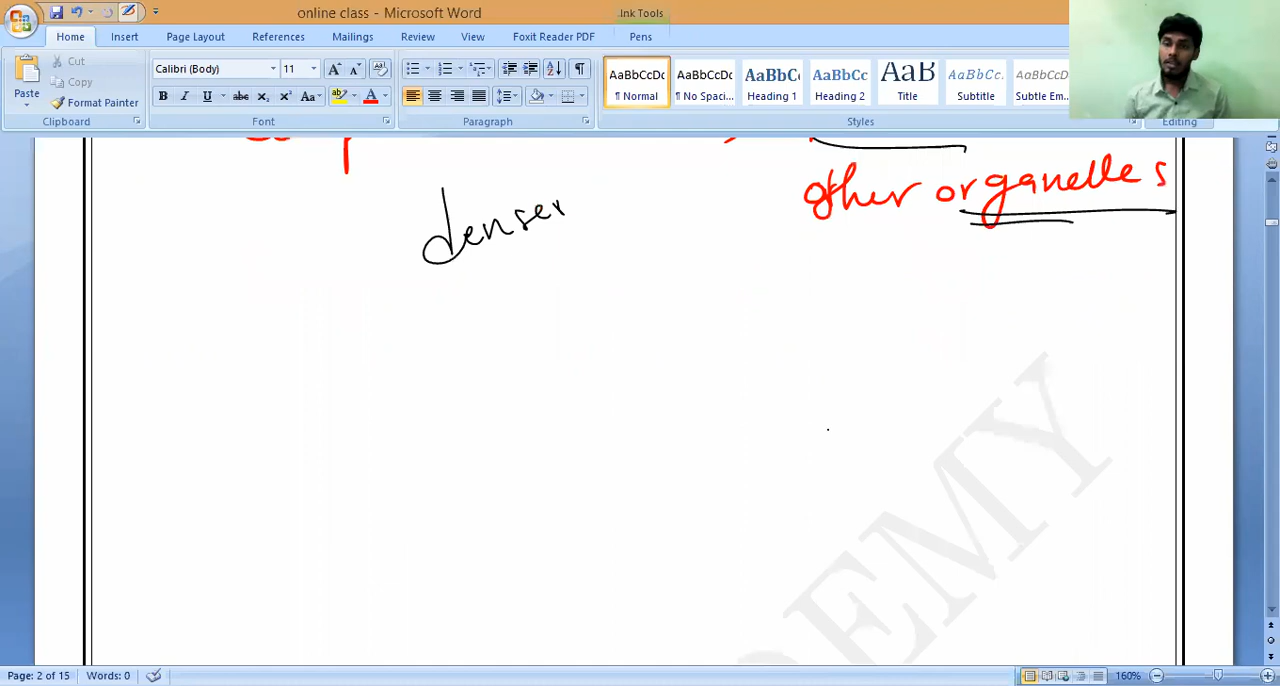 online class - Microsoft Word
Ink Tools
Home Insert Page Layout References Mailings Review View Foxit Reader PDF Pens
Paste
Cut
Copy
Format Painter
Clipboard
Calibri (Body) 11
Font
Paragraph
AaBbCcDc AaBbCcDc AaBbC AaBbCc AaB AaBbCc. AaBbCcDc
¶ Normal ¶ No Spaci... Heading 1 Heading 2 Title Subtitle Subtle Em...
Styles
Editing
other organelles
denser
EMY
Page: 2 of 15 Words: 0 160%